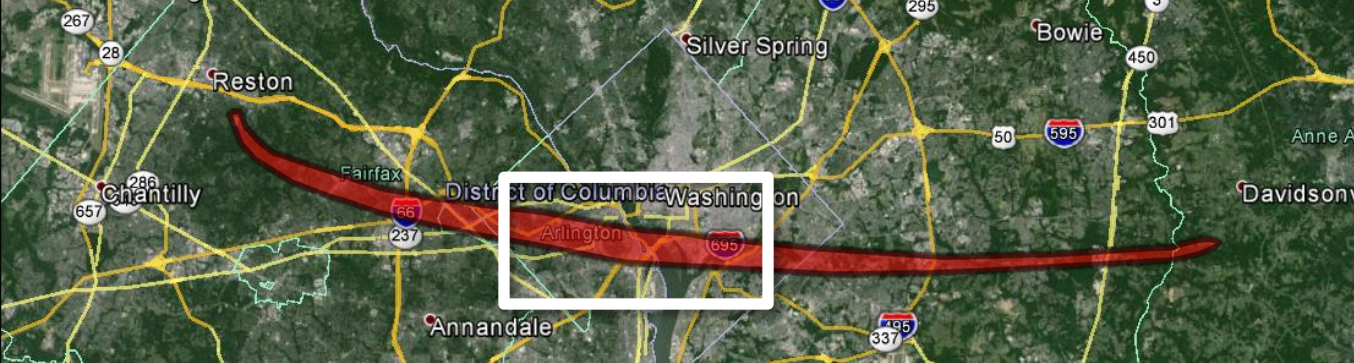 267
295
3
Bowie
Silver Spring
28
450
Reston
301
50
595
Anne A
Fairfax
286
Chantilly
District of Columbia
Washington
Davidsonv
657
66
237
Arlington
695
Annandale
495
337